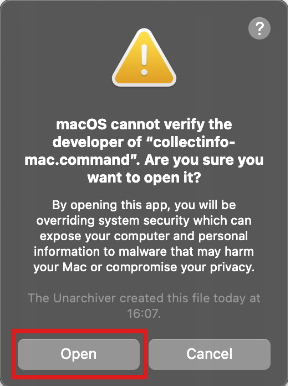 ?
macOS cannot verify the
developer of “collectinfo-
mac.command”. Are you sure you
want to open it?
By opening this app, you will be
overriding system security which can
expose your computer and personal
information to malware that may harm
your Mac or compromise your privacy.
The Unarchiver created this file today at
16:07.
Open Cancel